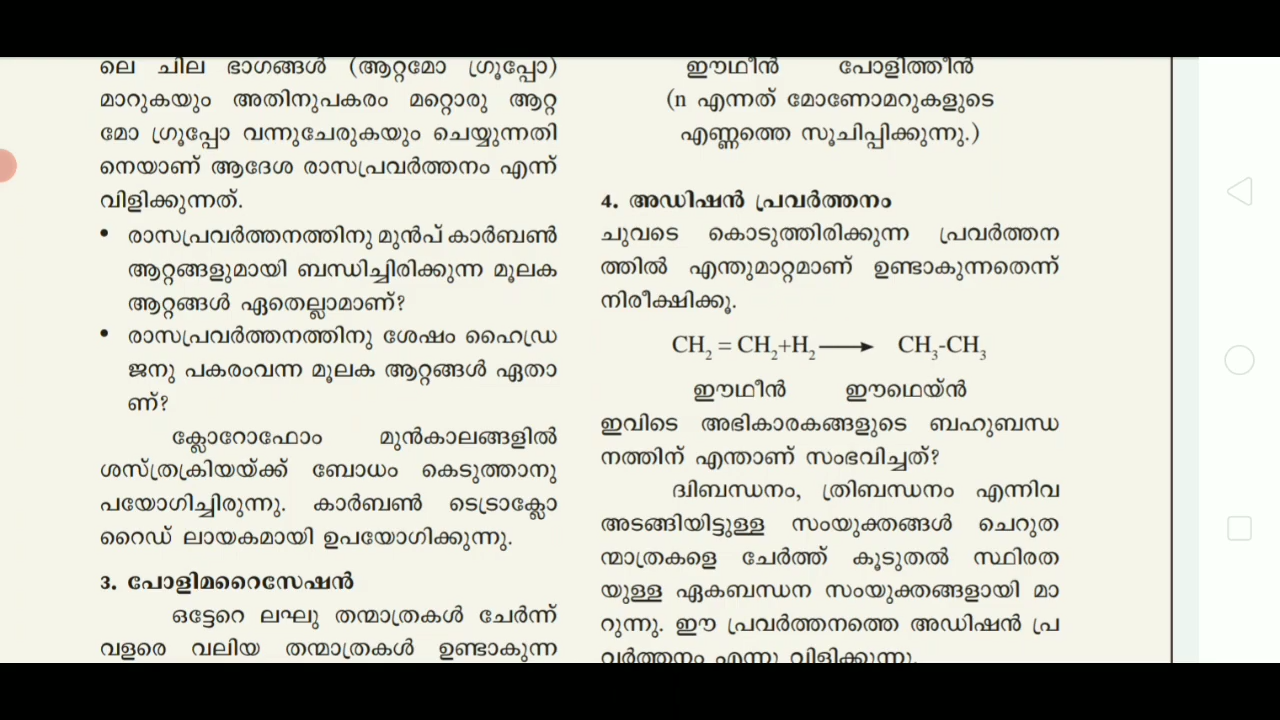 ലെ ചില ഭാഗങ്ങൾ (ആറ്റമോ ഗ്രൂപ്പോ)
മാറുകയും അതിനുപകരം മറ്റൊരു ആറ്റ
മോ ഗ്രൂപ്പോ വന്നുചേരുകയും ചെയ്യുന്നതി
നെയാണ് ആദേശ രാസപ്രവർത്തനം എന്ന്
വിളിക്കുന്നത്.
• രാസപ്രവർത്തനത്തിനു മുൻപ് കാർബൺ
ആറ്റങ്ങളുമായി ബന്ധിച്ചിരിക്കുന്ന മൂലക
ആറ്റങ്ങൾ ഏതെല്ലാമാണ്?
• രാസപ്രവർത്തനത്തിനു ശേഷം ഹൈഡ്ര
ജനു പകരംവന്ന മൂലക ആറ്റങ്ങൾ ഏതാ
ണ്?
ക്ലോറോഫോം മുൻകാലങ്ങളിൽ
ശസ്ത്രക്രിയയ്ക്ക് ബോധം കെടുത്താനു
പയോഗിച്ചിരുന്നു. കാർബൺ ടെട്രാക്ലോ
റൈഡ് ലായകമായി ഉപയോഗിക്കുന്നു.
3. പോളിമറൈസേഷൻ
ഒട്ടേറെ ലഘു തന്മാത്രകൾ ചേർന്ന്
വളരെ വലിയ തന്മാത്രകൾ ഉണ്ടാകുന്ന
ഈഥീൻ പോളിത്തീൻ
(n എന്നത് മോണോമറുകളുടെ
എണ്ണത്തെ സൂചിപ്പിക്കുന്നു.)
4. അഡിഷൻ പ്രവർത്തനം
ചുവടെ കൊടുത്തിരിക്കുന്ന പ്രവർത്തന
ത്തിൽ എന്തുമാറ്റമാണ് ഉണ്ടാകുന്നതെന്ന്
നിരീക്ഷിക്കൂ.
CH₂ = CH₂+H₂ ⟶ CH₃-CH₃
ഈഥീൻ ഈഥെയ്ൻ
ഇവിടെ അഭികാരകങ്ങളുടെ ബഹുബന്ധ
നത്തിന് എന്താണ് സംഭവിച്ചത്?
ദ്വിബന്ധനം, ത്രിബന്ധനം എന്നിവ
അടങ്ങിയിട്ടുള്ള സംയുക്തങ്ങൾ ചെറുത
ന്മാത്രകളെ ചേർത്ത് കൂടുതൽ സ്ഥിരത
യുള്ള ഏകബന്ധന സംയുക്തങ്ങളായി മാ
റുന്നു. ഈ പ്രവർത്തനത്തെ അഡിഷൻ പ്ര
വർത്തനം എന്നു വിളിക്കുന്നു.